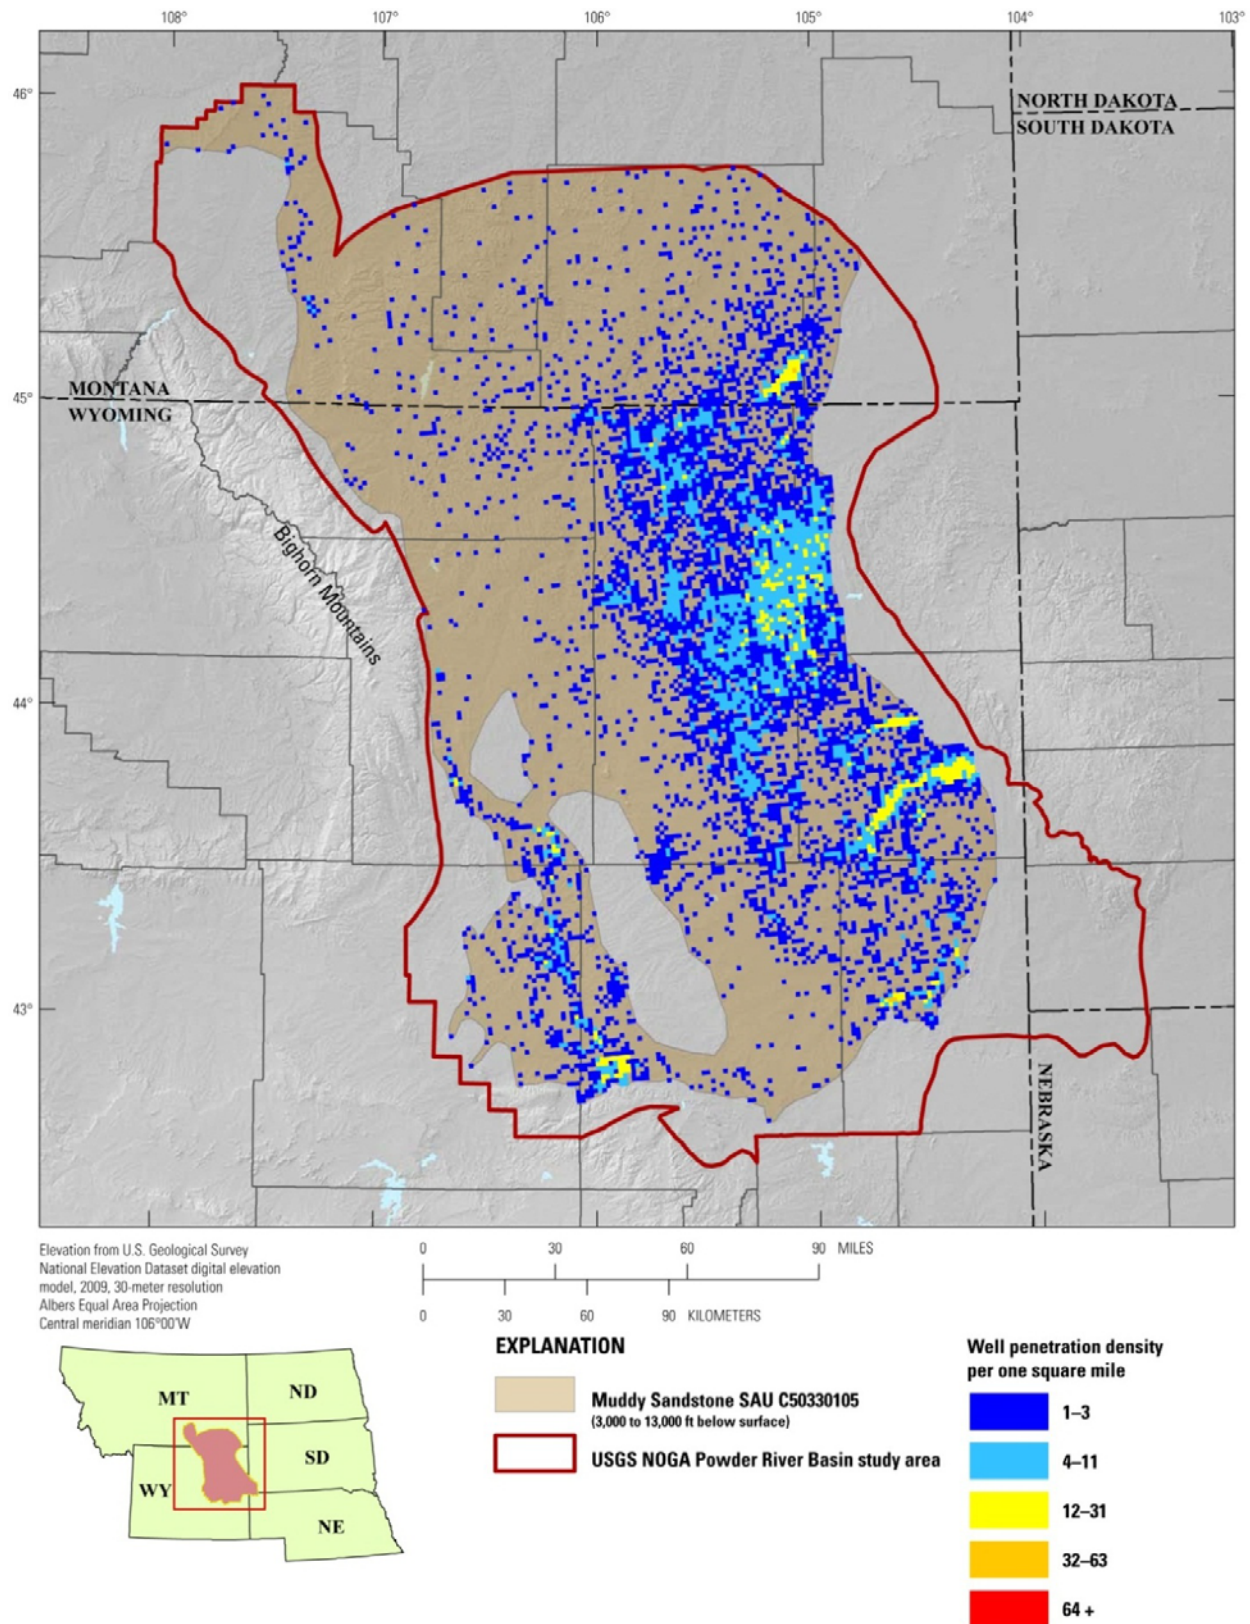 108°
107°
106°
105°
104°
103°
46°
NORTH DAKOTA
SOUTH DAKOTA
MONTANA
45°
WYOMING
Bighorn Mountains
44°
43°
NEBRASKA
Elevation from U.S. Geological Survey
National Elevation Dataset digital elevation
model, 2009, 30-meter resolution
Albers Equal Area Projection
Central meridian 106°00'W
0 30 60 90 MILES
0 30 60 90 KILOMETERS
EXPLANATION
Muddy Sandstone SAU C50330105
(3,000 to 13,000 ft below surface)
USGS NOGA Powder River Basin study area
Well penetration density
per one square mile
1–3
4–11
12–31
32–63
64 +
MT
ND
SD
WY
NE